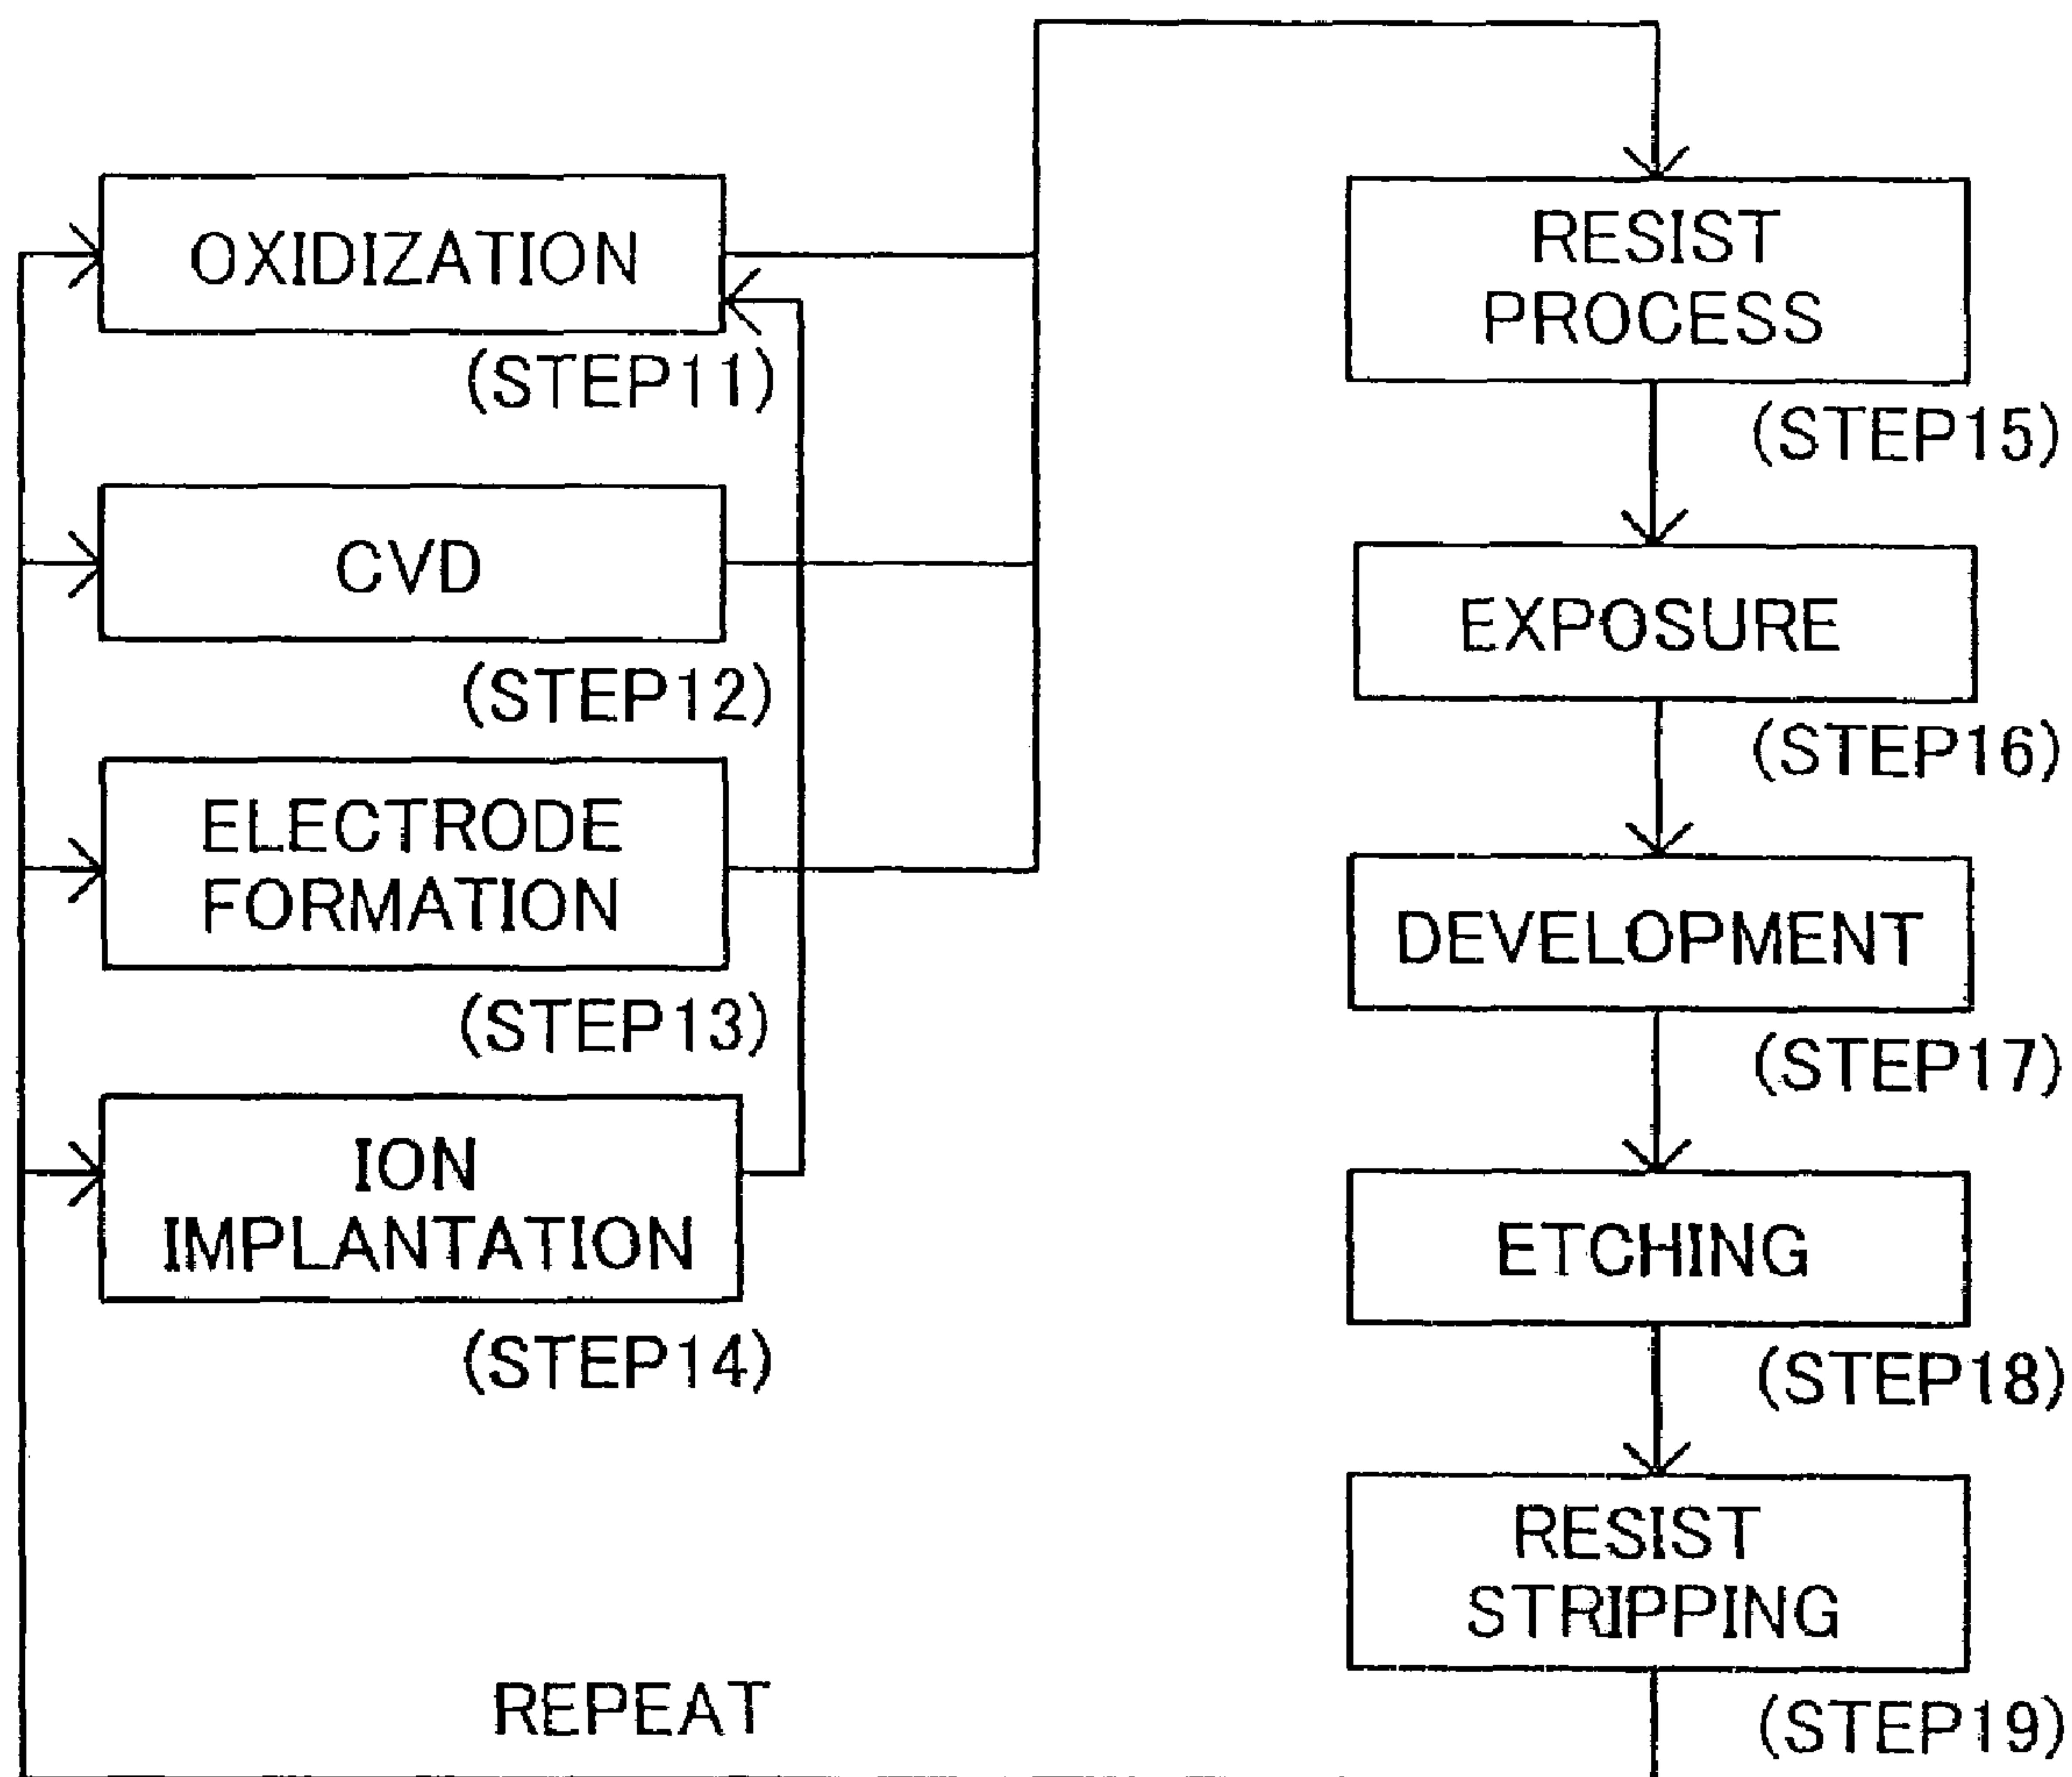 OXIDIZATION
(STEP11)
CVD
(STEP12)
ELECTRODE
FORMATION
(STEP13)
ION
IMPLANTATION
(STEP14)
REPEAT
RESIST
PROCESS
(STEP15)
EXPOSURE
(STEP16)
DEVELOPMENT
(STEP17)
ETCHING
(STEP18)
RESIST
STRIPPING
(STEP19)